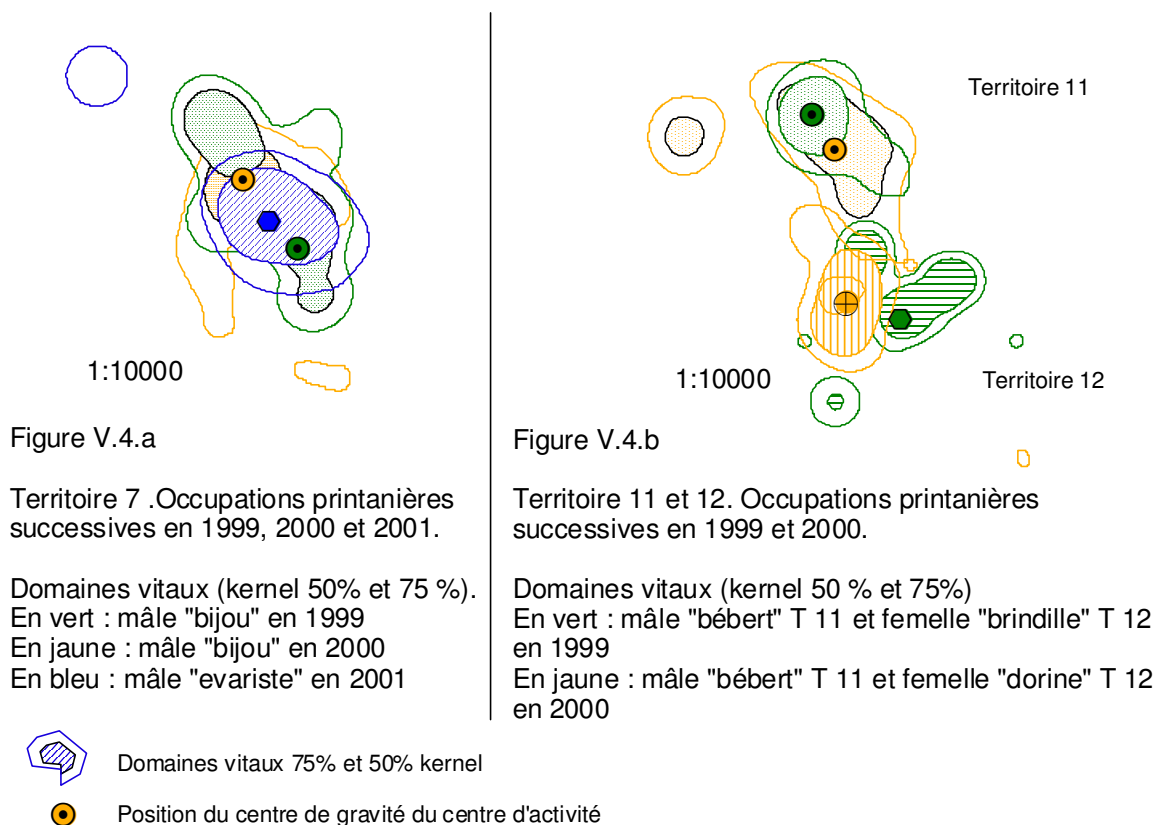 Territoire 11
1:10000
1:10000
Territoire 12
Figure V.4.a
Territoire 7 .Occupations printanières
successives en 1999, 2000 et 2001.
Domaines vitaux (kernel 50% et 75 %).
En vert : mâle "bijou" en 1999
En jaune : mâle "bijou" en 2000
En bleu : mâle "evariste" en 2001
Figure V.4.b
Territoire 11 et 12. Occupations printanières
successives en 1999 et 2000.
Domaines vitaux (kernel 50 % et 75%)
En vert : mâle "bébert" T 11 et femelle "brindille" T 12
en 1999
En jaune : mâle "bébert" T 11 et femelle "dorine" T 12
en 2000
Domaines vitaux 75% et 50% kernel
Position du centre de gravité du centre d'activité